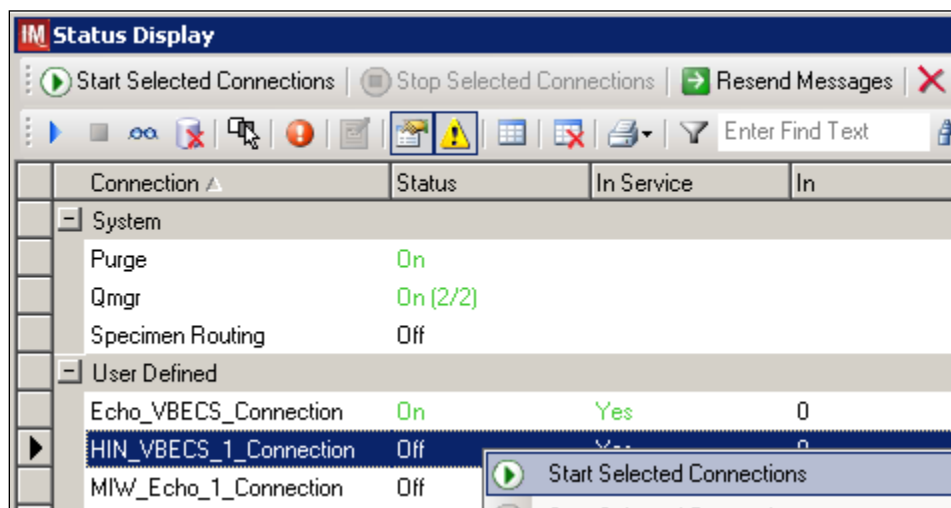 IM Status Display
Start Selected Connections Stop Selected Connections Resend Messages
Enter Find Text
Connection Status In Service In
System
Purge On
Qmgr On (2/2)
Specimen Routing Off
User Defined
Echo_VBECS_Connection On Yes 0
HIN_VBECS_1_Connection Off Yes 0
MIW_Echo_1_Connection Off Start Selected Connections